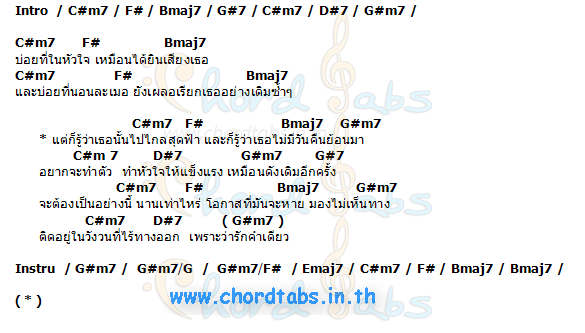 Intro / C#m7 / F# / Bmaj7 / G#7 / C#m7 / D#7 / G#m7 /
C#m7 F# Bmaj7
บ่อยที่ในหัวใจ เหมือนได้ยินเสียงเธอ
C#m7 F# Bmaj7
และบ่อยที่นอนละเมอ ยังเผลอเรียกเธออย่างเดิมซ้ำๆ
C#m7 F# Bmaj7 G#m7
* แต่ก็รู้ว่าเธอนั้นไปไกลสุดฟ้า และก็รู้ว่าเธอไม่มีวันคืนย้อนมา
C#m 7 D#7 G#m7 G#7
อยากจะทำตัว ทำหัวใจให้แข็งแรง เหมือนดังเดิมอีกครั้ง
C#m7 F# Bmaj7 G#m7
จะต้องเป็นอย่างนี้ นานเท่าไหร่ โอกาสที่มันจะหาย มองไม่เห็นทาง
C#m7 D#7 ( G#m7 )
ติดอยู่ในวังวนที่ไร้ทางออก เพราะว่ารักคำเดียว
Instru / G#m7 / G#m7/G / G#m7/F# / Emaj7 / C#m7 / F# / Bmaj7 / Bmaj7 /
( * )
www.chordtabs.in.th
Chord Tabs